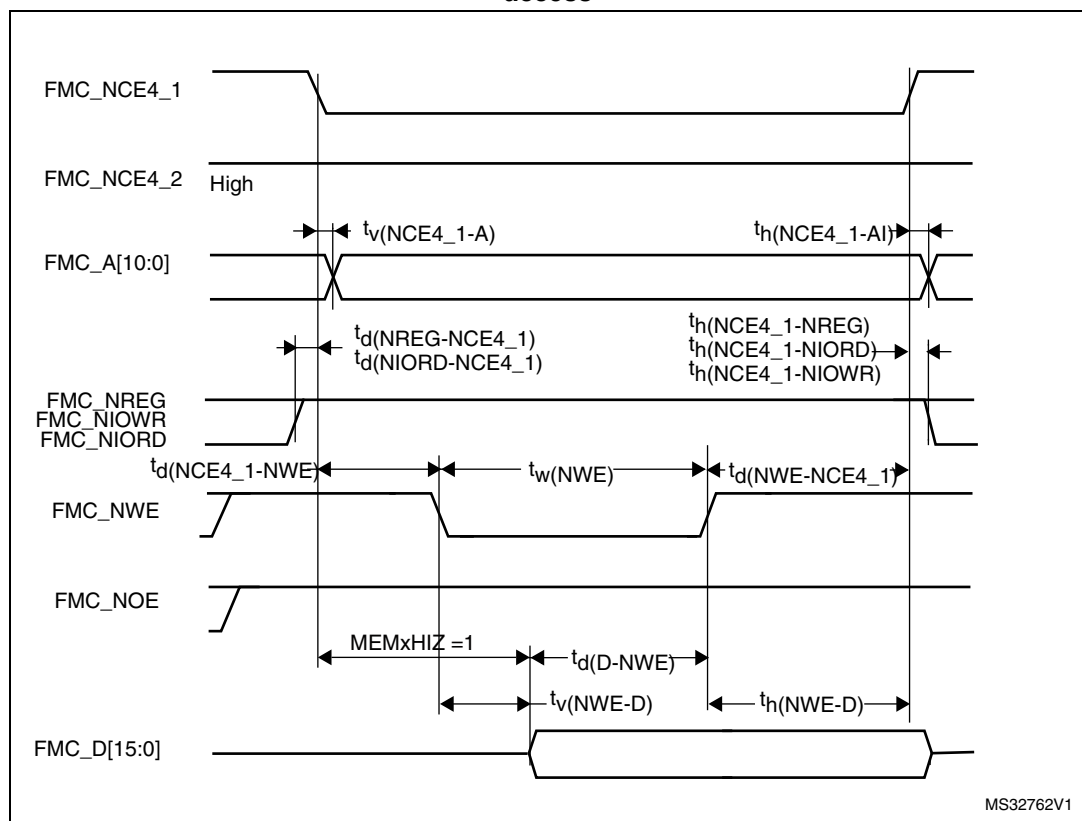 access
FMC_NCE4_1
FMC_NCE4_2 High
tv(NCE4_1-A) th(NCE4_1-AI)
FMC_A[10:0]
td(NREG-NCE4_1) th(NCE4_1-NREG)
td(NIORD-NCE4_1) th(NCE4_1-NIORD)
th(NCE4_1-NIOWR)
FMC_NREG
FMC_NIOWR
FMC_NIORD
td(NCE4_1-NWE) tw(NWE) td(NWE-NCE4_1)
FMC_NWE
FMC_NOE
MEMxHIZ =1 td(D-NWE)
tv(NWE-D) th(NWE-D)
FMC_D[15:0]
MS32762V1